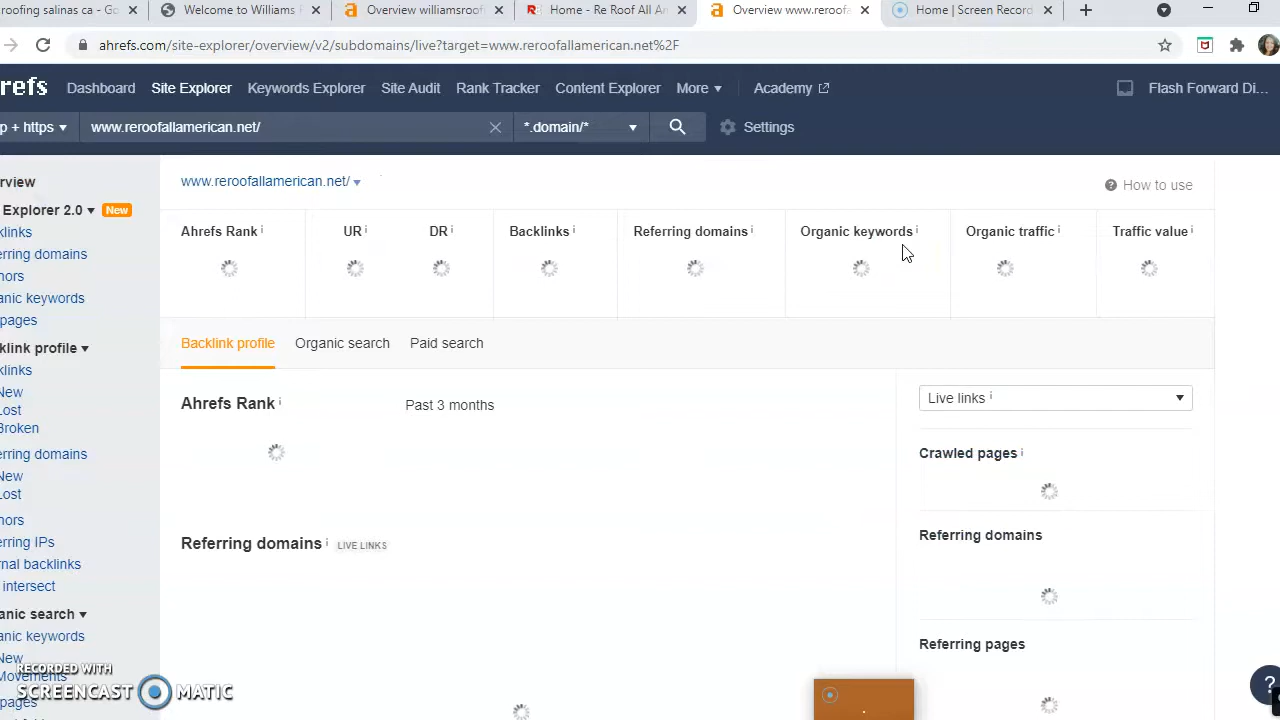 roofing salinas ca - Go
Welcome to Williams R
Overview williamsroof
Home - Re Roof All Am
Overview www.reroofa
Home | Screen Record
ahrefs.com/site-explorer/overview/v2/subdomains/live?target=www.reroofallamerican.net%2F
refs Dashboard Site Explorer Keywords Explorer Site Audit Rank Tracker Content Explorer More Academy Flash Forward Di...
p + https www.reroofallamerican.net/ *.domain/* Settings
rview
www.reroofallamerican.net/ How to use
Explorer 2.0 New
klinks
erring domains
hors
anic keywords
pages
Ahrefs Rank UR DR Backlinks Referring domains Organic keywords Organic traffic Traffic value
klink profile
klinks
New
Lost
Broken
erring domains
New
Lost
hors
erring IPs
rnal backlinks
intersect
anic search
anic keywords
New
Movements
pages
Backlink profile Organic search Paid search
Ahrefs Rank Past 3 months
Referring domains LIVE LINKS
Live links
Crawled pages
Referring domains
Referring pages
RECORDED WITH
SCREENCAST MATIC
?